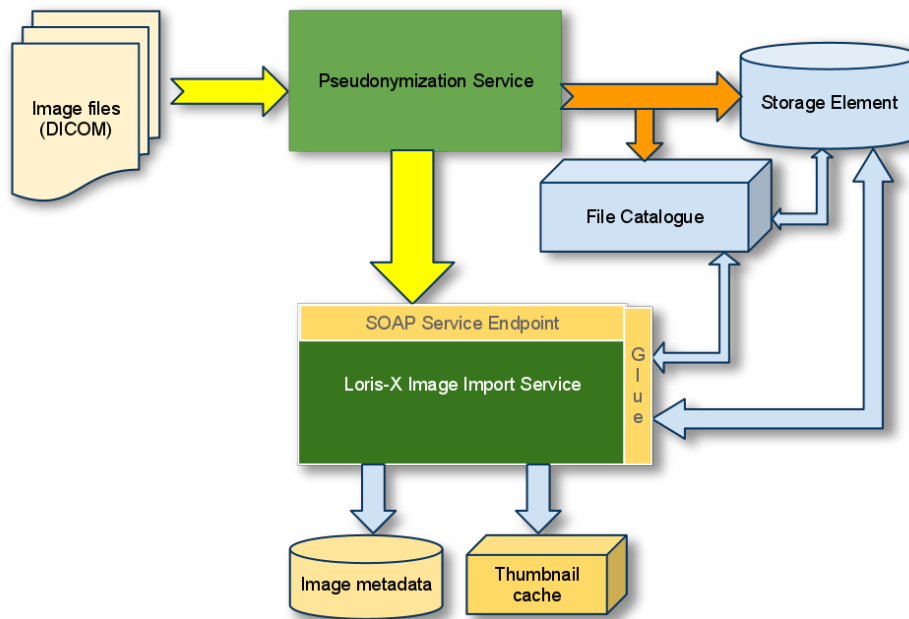 Image files
(DICOM)
Pseudonymization Service
Storage Element
File Catalogue
SOAP Service Endpoint
Loris-X Image Import Service
Glue
Image metadata
Thumbnail
cache